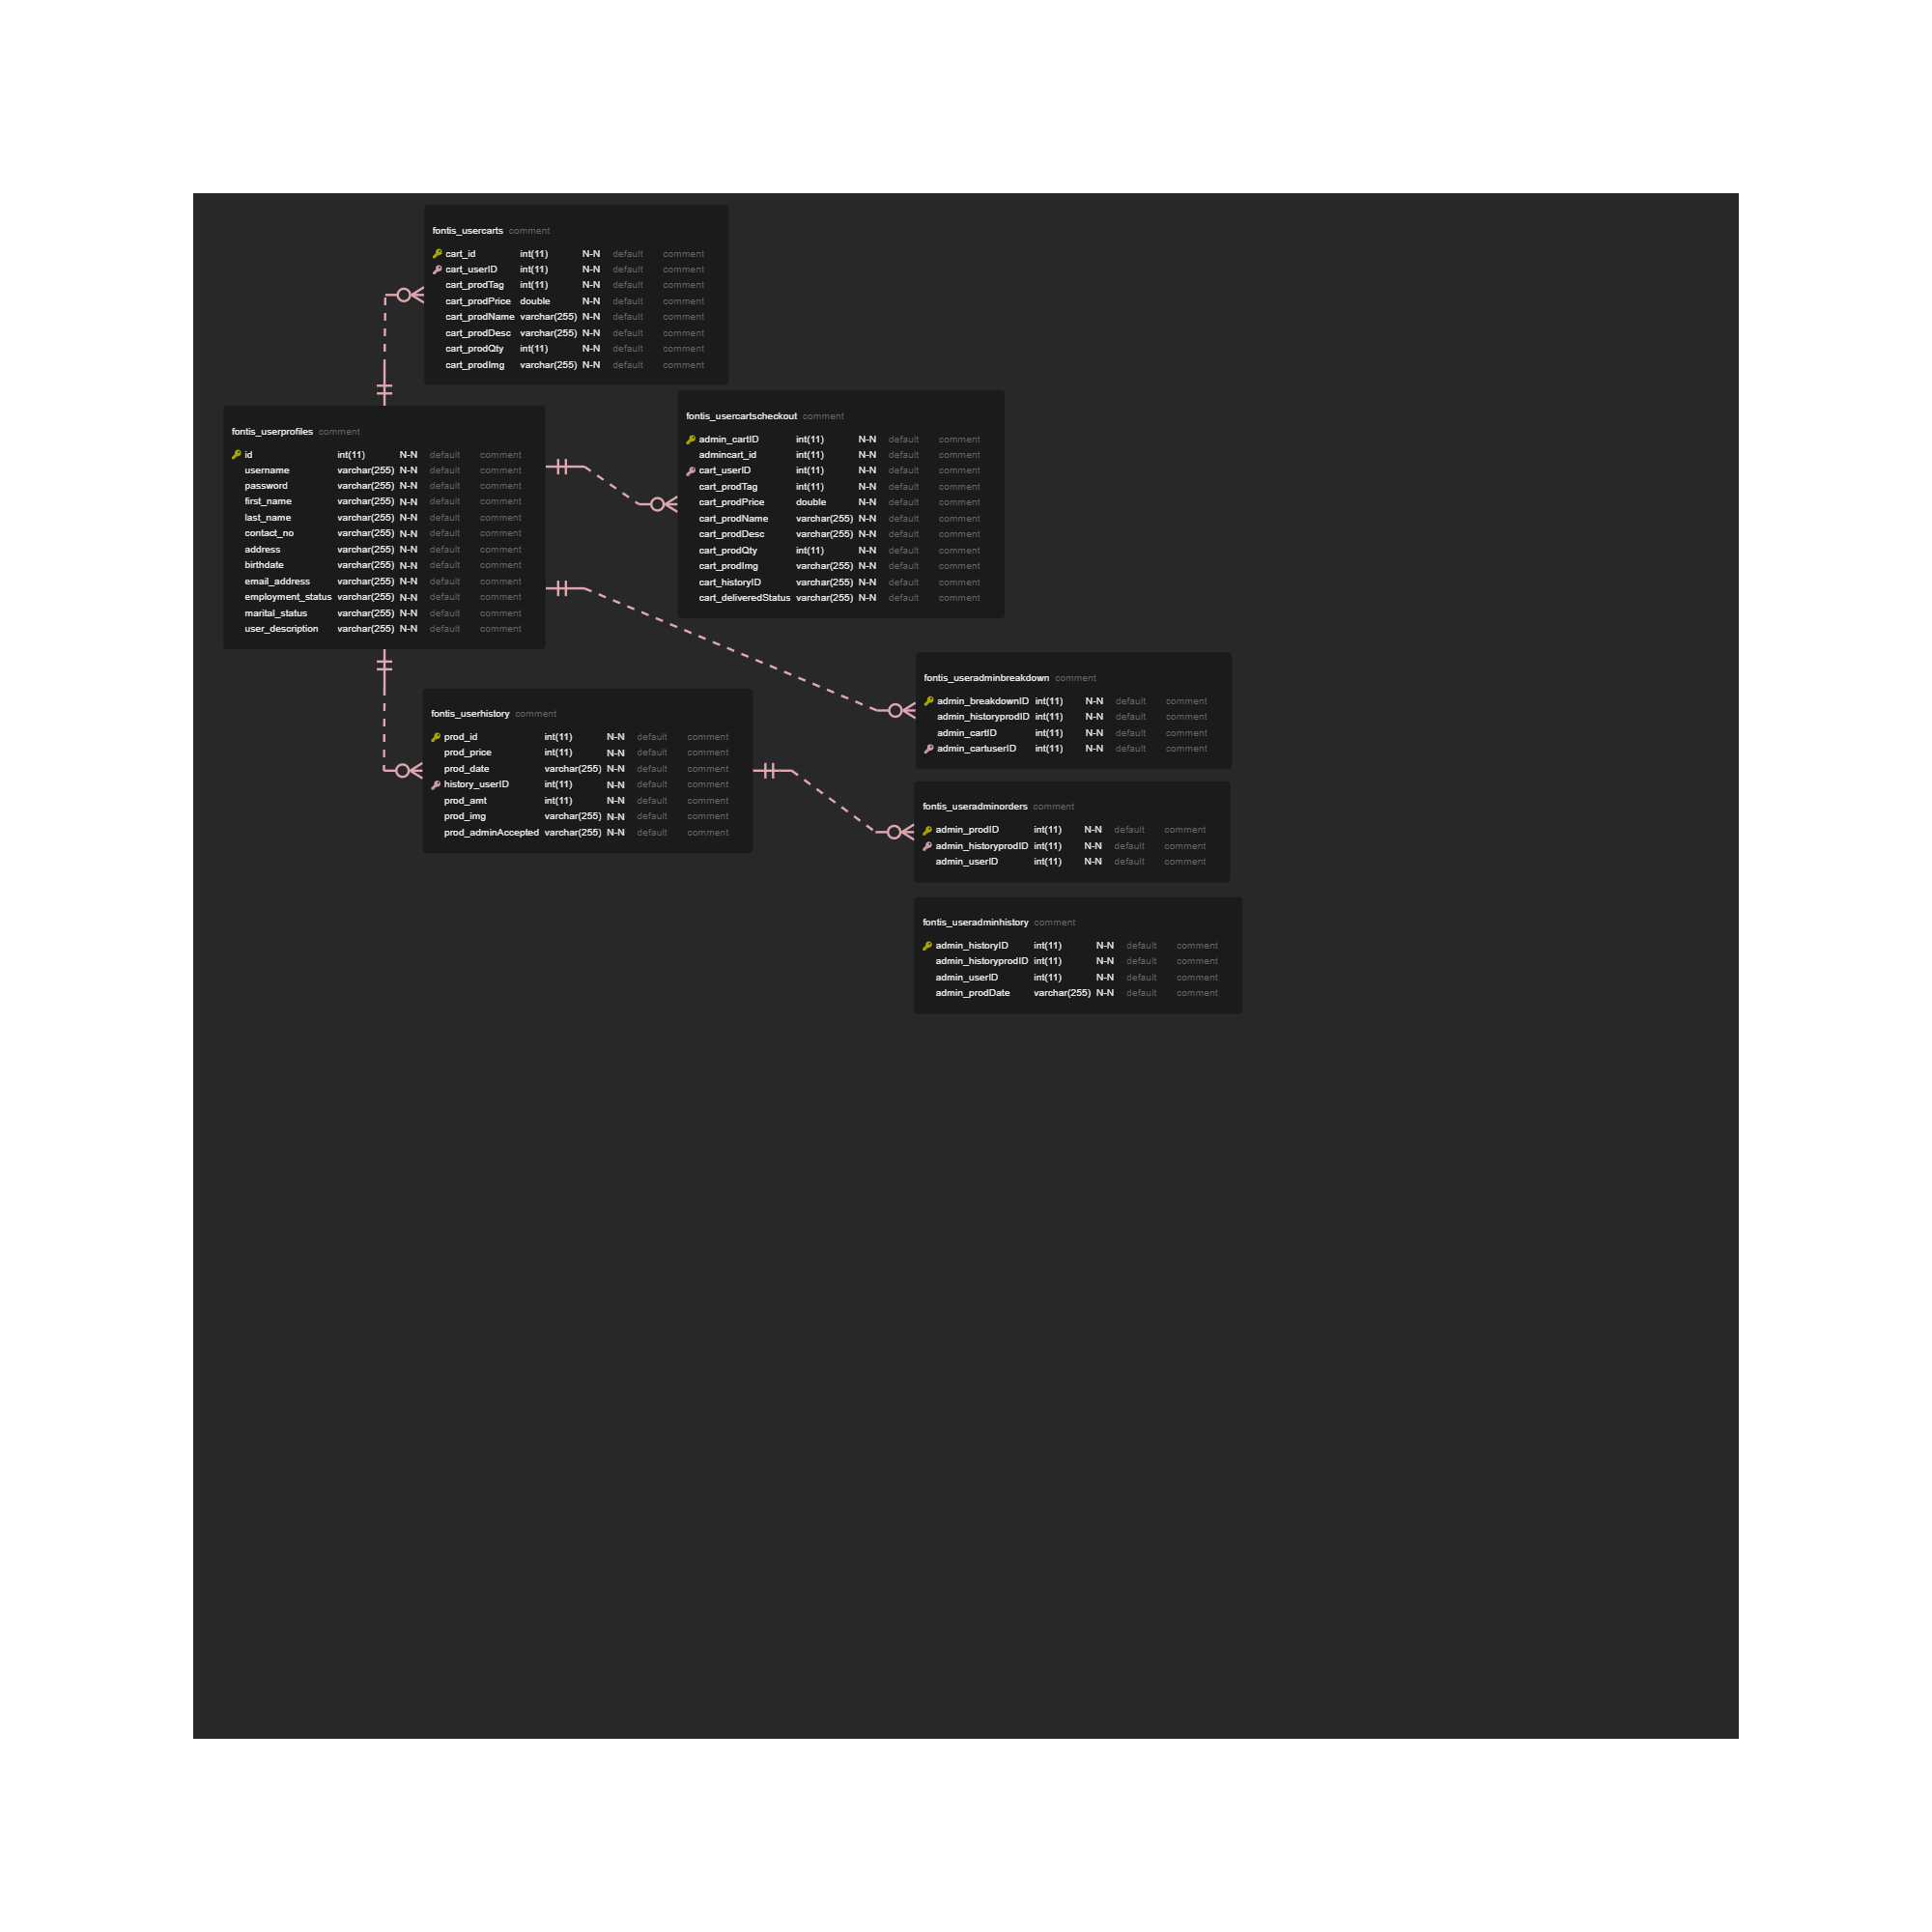 fontis_usercarts comment
cart_id int(11) N-N default comment
cart_userID int(11) N-N default comment
cart_prodTag int(11) N-N default comment
cart_prodPrice double N-N default comment
cart_prodName varchar(255) N-N default comment
cart_prodDesc varchar(255) N-N default comment
cart_prodQty int(11) N-N default comment
cart_prodImg varchar(255) N-N default comment
fontis_userprofiles comment
id int(11) N-N default comment
username varchar(255) N-N default comment
password varchar(255) N-N default comment
first_name varchar(255) N-N default comment
last_name varchar(255) N-N default comment
contact_no varchar(255) N-N default comment
address varchar(255) N-N default comment
birthdate varchar(255) N-N default comment
email_address varchar(255) N-N default comment
employment_status varchar(255) N-N default comment
marital_status varchar(255) N-N default comment
user_description varchar(255) N-N default comment
fontis_usercartscheckout comment
admin_cartID int(11) N-N default comment
admincart_id int(11) N-N default comment
cart_userID int(11) N-N default comment
cart_prodTag int(11) N-N default comment
cart_prodPrice double N-N default comment
cart_prodName varchar(255) N-N default comment
cart_prodDesc varchar(255) N-N default comment
cart_prodQty int(11) N-N default comment
cart_prodImg varchar(255) N-N default comment
cart_historyID varchar(255) N-N default comment
cart_deliveredStatus varchar(255) N-N default comment
fontis_userhistory comment
prod_id int(11) N-N default comment
prod_price int(11) N-N default comment
prod_date varchar(255) N-N default comment
history_userID int(11) N-N default comment
prod_amt int(11) N-N default comment
prod_img varchar(255) N-N default comment
prod_adminAccepted varchar(255) N-N default comment
fontis_useradminbreakdown comment
admin_breakdownID int(11) N-N default comment
admin_historyprodID int(11) N-N default comment
admin_cartID int(11) N-N default comment
admin_cartuserID int(11) N-N default comment
fontis_useradminorders comment
admin_prodID int(11) N-N default comment
admin_historyprodID int(11) N-N default comment
admin_userID int(11) N-N default comment
fontis_useradminhistory comment
admin_historyID int(11) N-N default comment
admin_historyprodID int(11) N-N default comment
admin_userID int(11) N-N default comment
admin_prodDate varchar(255) N-N default comment